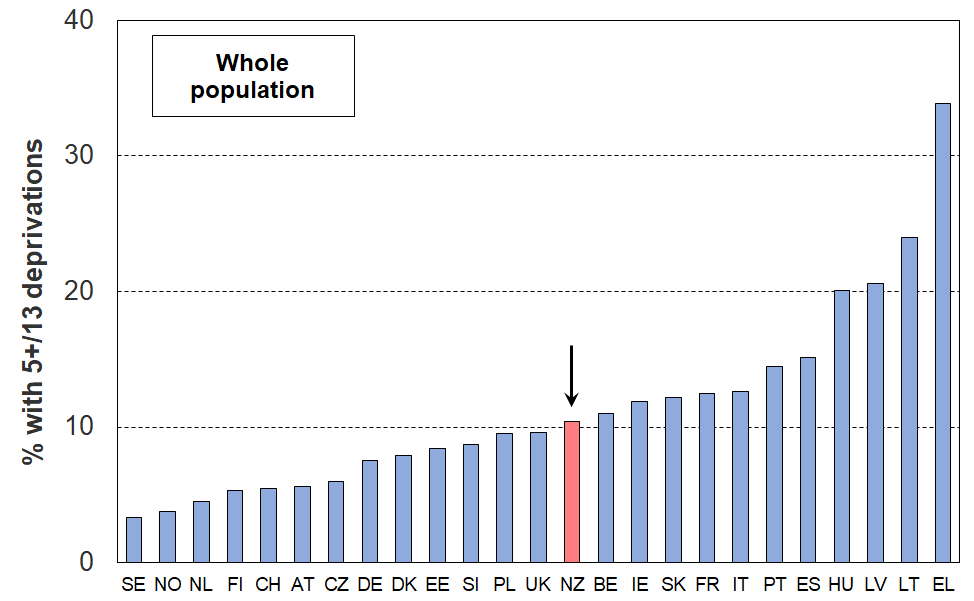 40
Whole
population
30
20
10
0
% with 5+/13 deprivations
SE NO NL FI CH AT CZ DE DK EE SI PL UK NZ BE IE SK FR IT PT ES HU LV LT EL